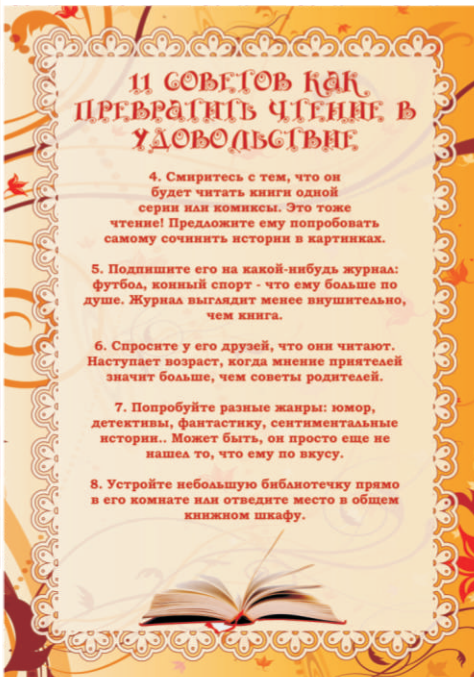 11 СОВЕТОВ КАК
ПРЕВРАТИТЬ ЧТЕНИЕ В
УДОВОЛЬСТВИЕ
4. Смиритесь с тем, что он
будет читать книги одной
серии или комиксы. Это тоже
чтение! Предложите ему попробовать
самому сочинить истории в картинках.
5. Подпишите его на какой-нибудь журнал:
футбол, конный спорт - что ему больше по
душе. Журнал выглядит менее внушительно,
чем книга.
6. Спросите у его друзей, что они читают.
Наступает возраст, когда мнение приятелей
значит больше, чем советы родителей.
7. Попробуйте разные жанры: юмор,
детективы, фантастику, сентиментальные
истории.. Может быть, он просто еще не
нашел то, что ему по вкусу.
8. Устройте небольшую библиотечку прямо
в его комнате или отведите место в общем
книжном шкафу.